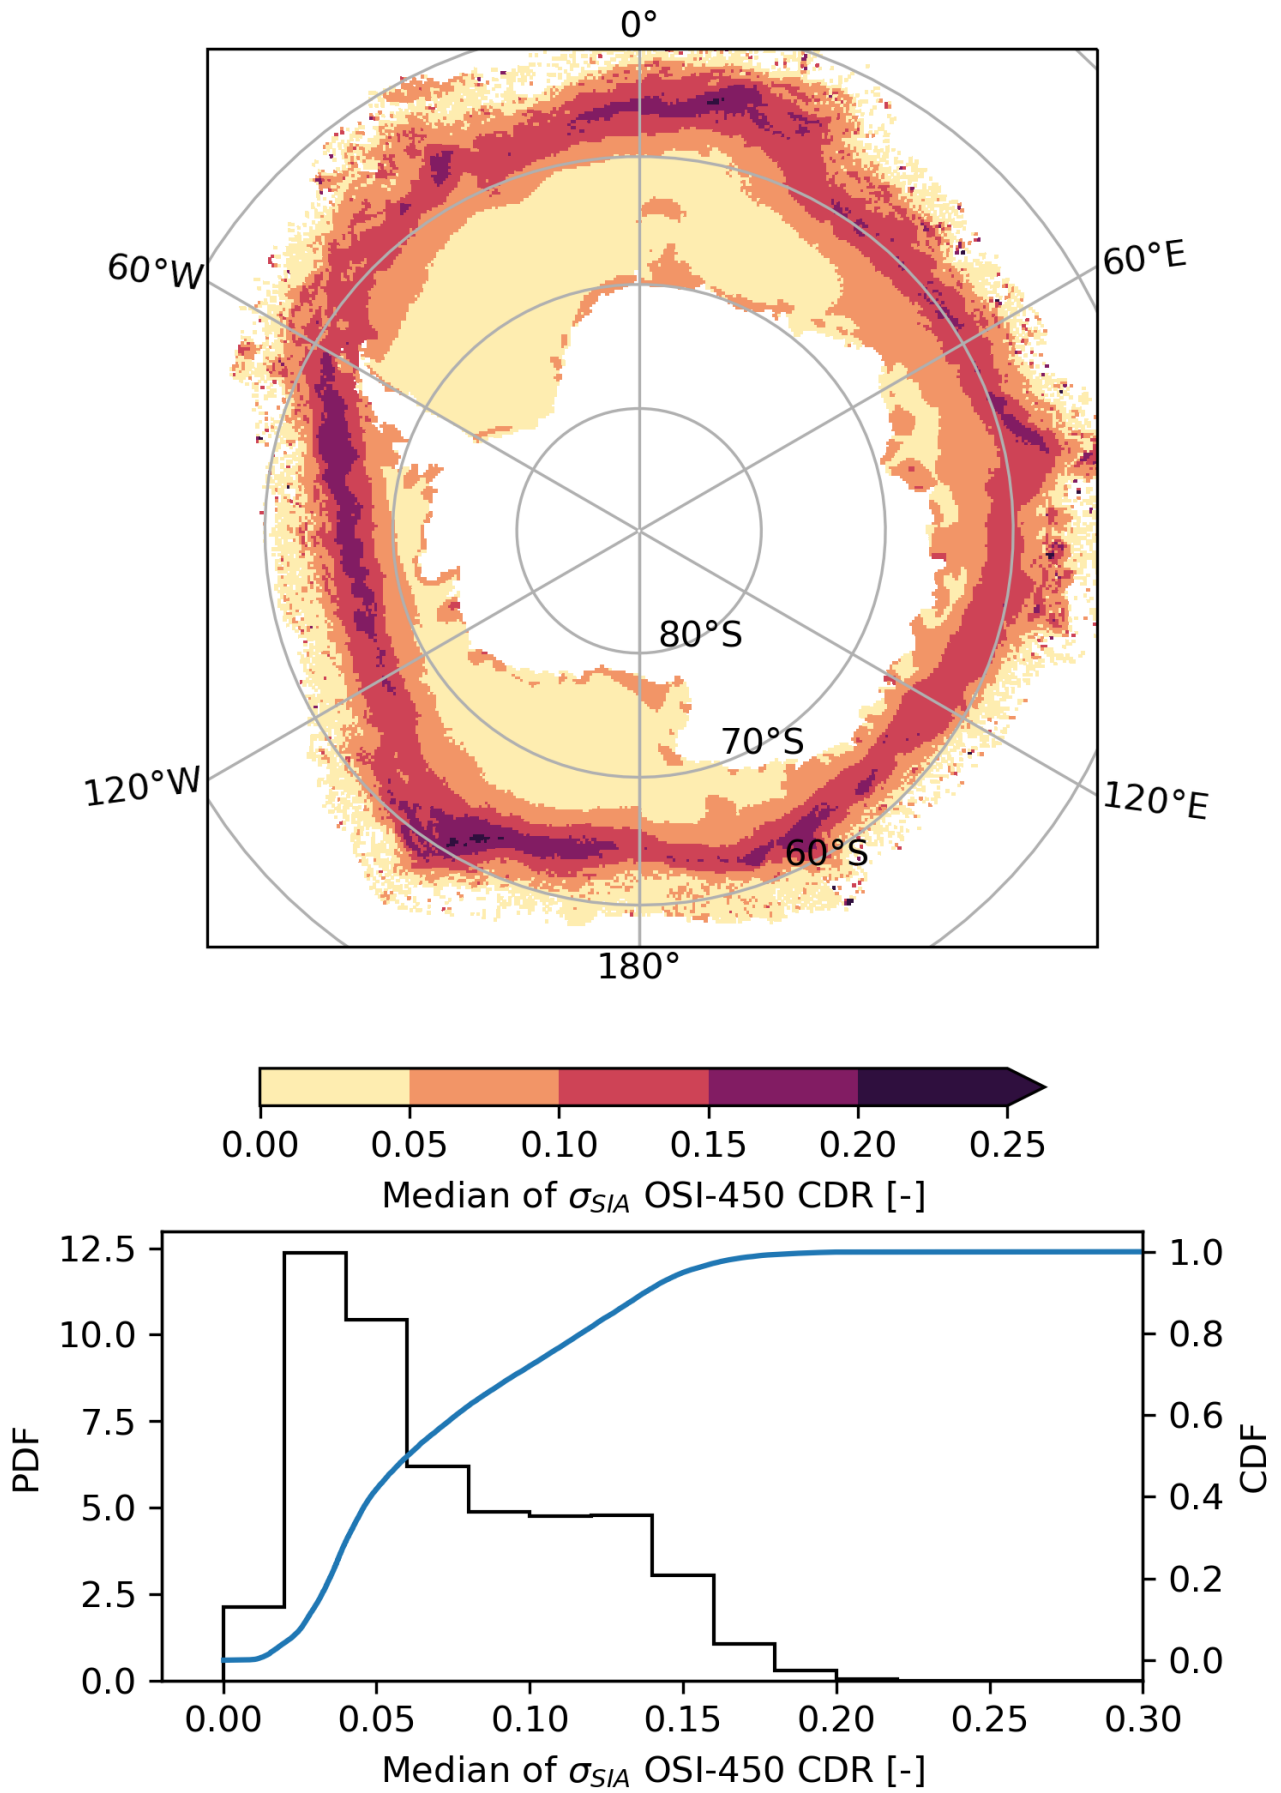 0°
60°W
60°E
80°S
70°S
120°W
120°E
60°S
180°
0.00 0.05 0.10 0.15 0.20 0.25
Median of σSIA OSI-450 CDR [-]
12.5
10.0
7.5
5.0
2.5
0.0
PDF
1.0
0.8
0.6
0.4
0.2
0.0
CDF
0.00 0.05 0.10 0.15 0.20 0.25 0.30
Median of σSIA OSI-450 CDR [-]